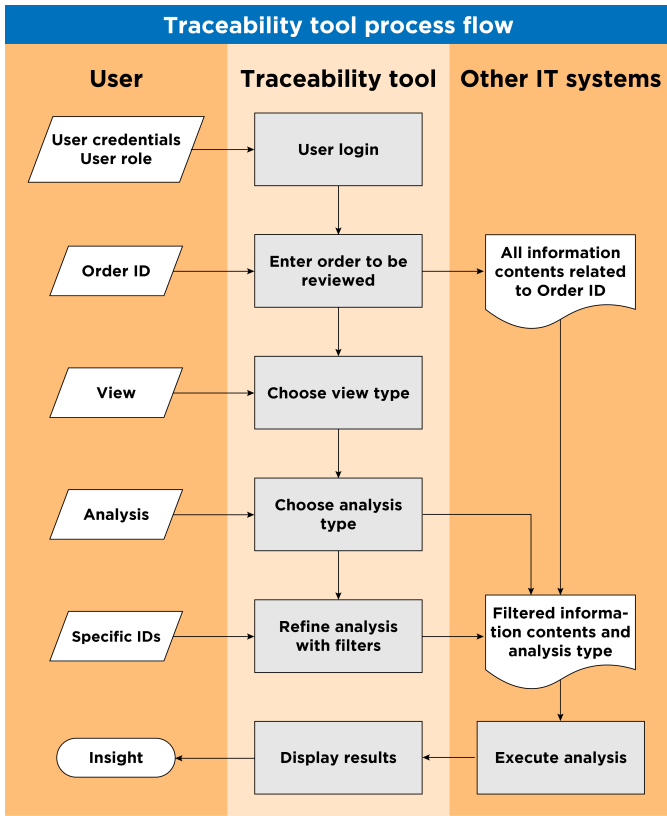 Traceability tool process flow
User
Traceability tool
Other IT systems
User credentials
User role
User login
Order ID
Enter order to be
reviewed
All information
contents related
to Order ID
View
Choose view type
Analysis
Choose analysis
type
Specific IDs
Refine analysis
with filters
Filtered informa-
tion contents and
analysis type
Insight
Display results
Execute analysis